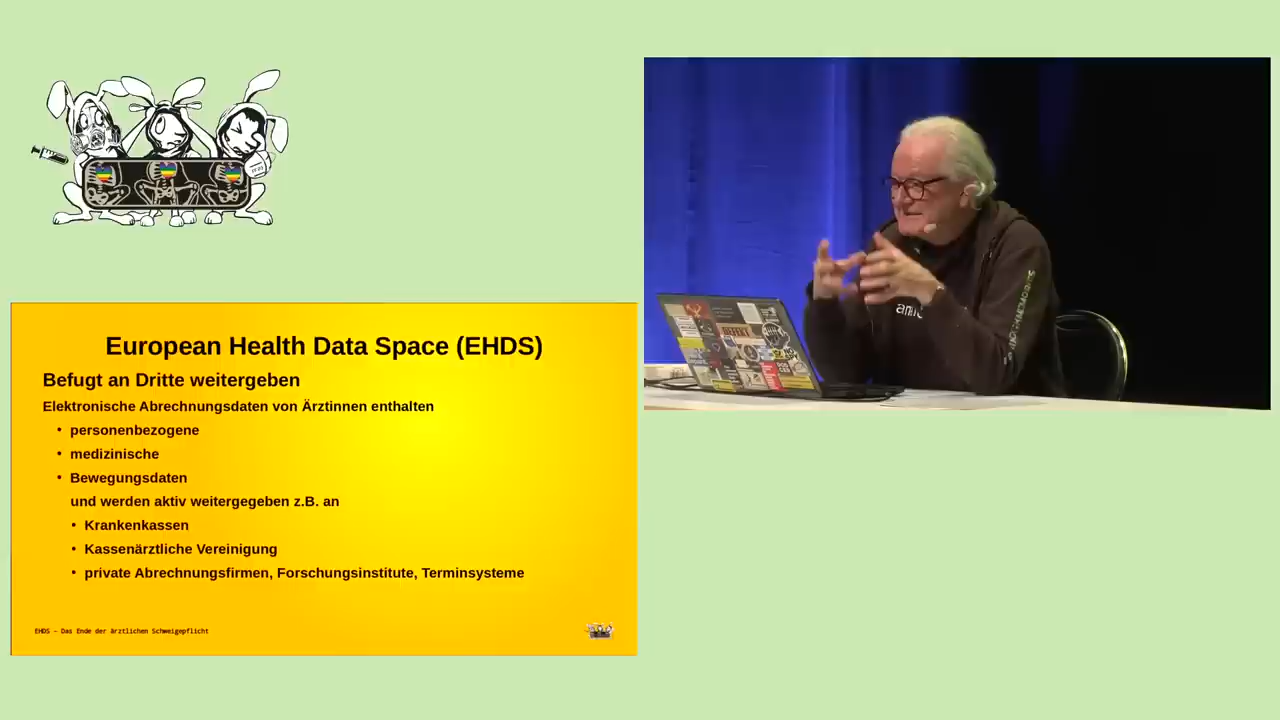 European Health Data Space (EHDS)
Befugt an Dritte weitergeben
Elektronische Abrechnungsdaten von Ärztinnen enthalten
• personenbezogene
• medizinische
• Bewegungsdaten
und werden aktiv weitergegeben z.B. an
• Krankenkassen
• Kassenärztliche Vereinigung
• private Abrechnungsfirmen, Forschungsinstitute, Terminsysteme
EHDS - Das Ende der ärztlichen Schweigepflicht
DEFEKT